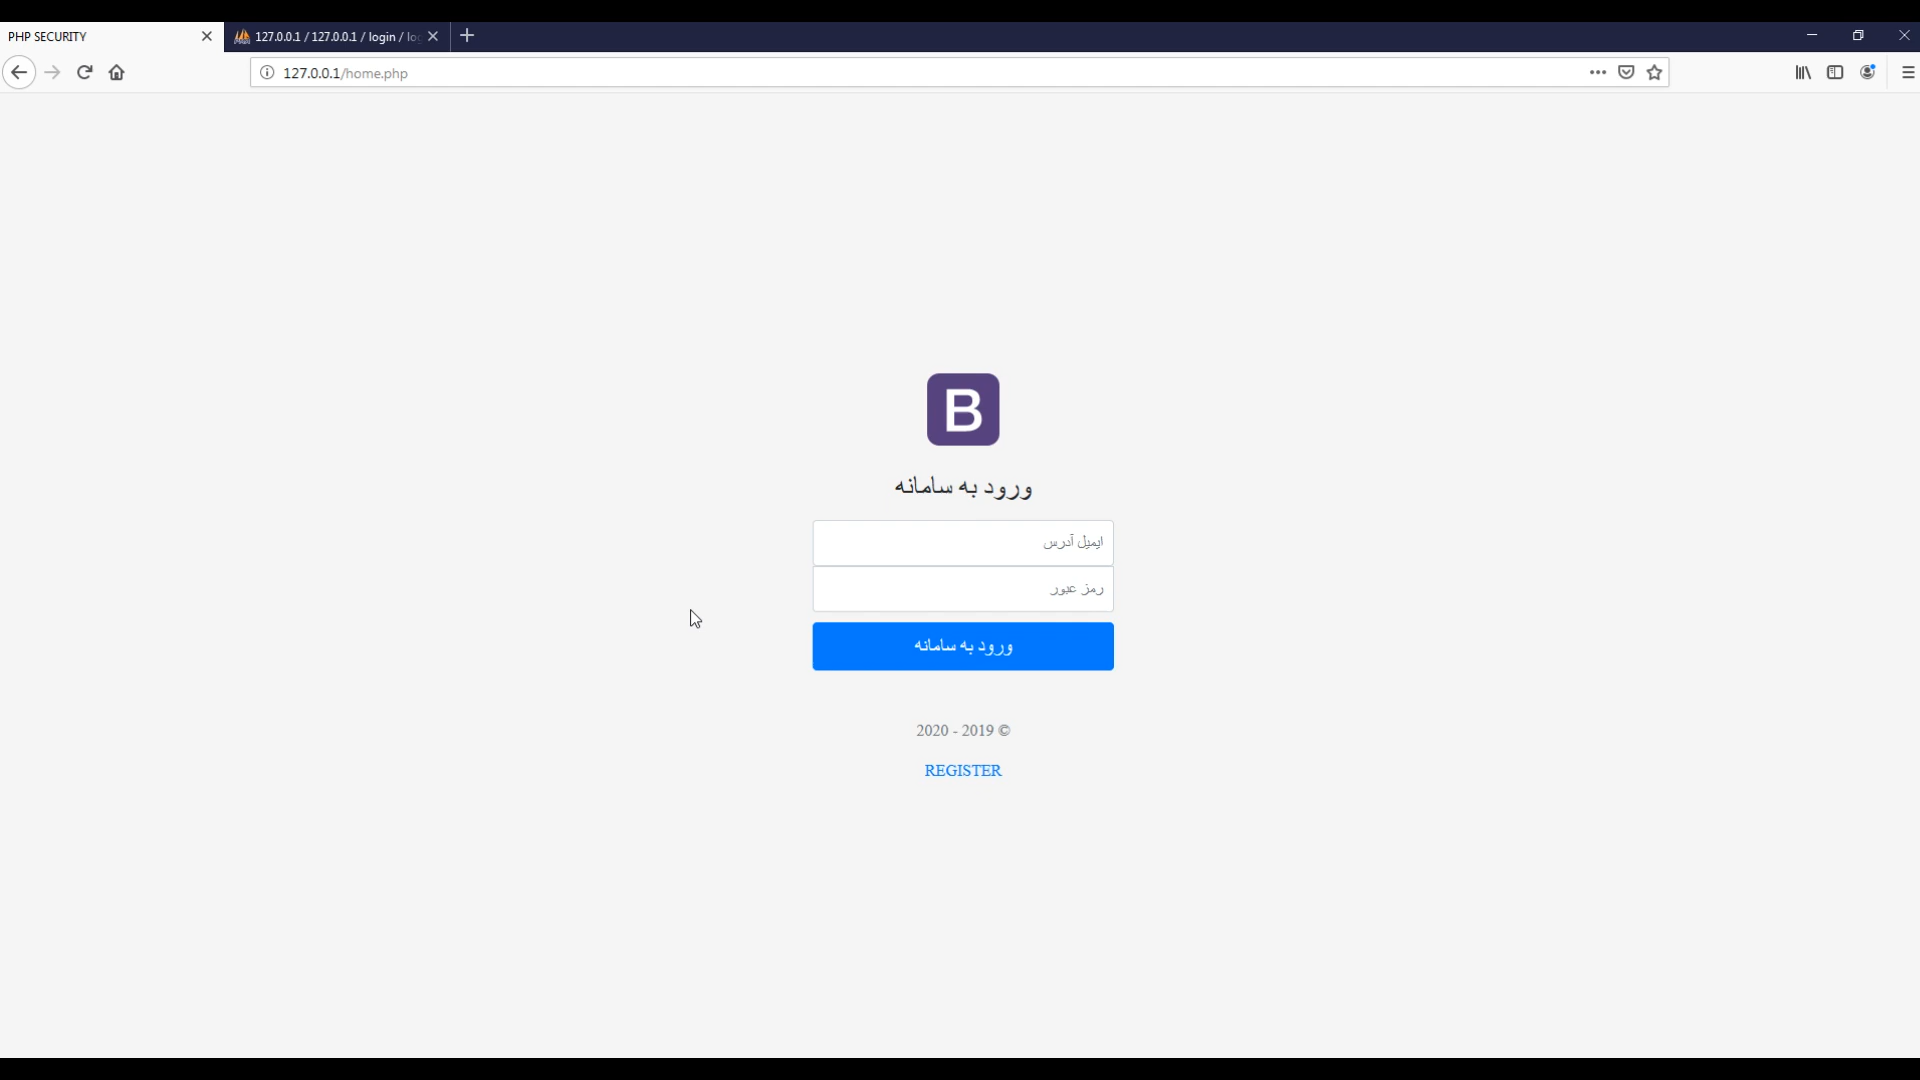 PHP SECURITY
127.0.0.1 / 127.0.0.1 / login / lo
127.0.0.1/home.php
B
ورود به سامانه
ایمیل آدرس
رمز عبور
ورود به سامانه
2020 - 2019 ©
REGISTER